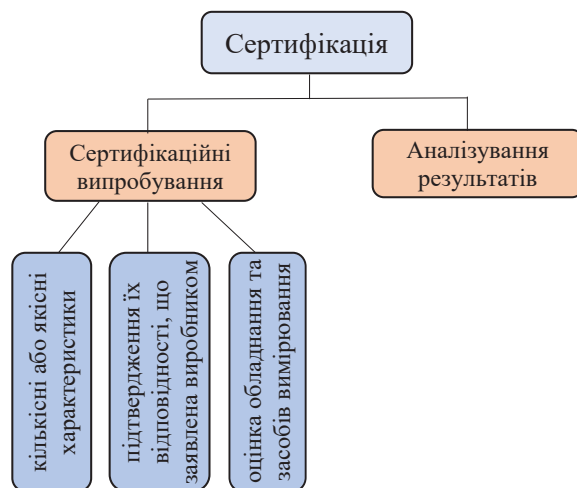 Сертифікація
Сертифікаційні
випробування
Аналізування
результатів
кількісні або якісні
характеристики
підтвердження їх
відповідності, що
заявлена виробником
оцінка обладнання та
засобів вимірювання